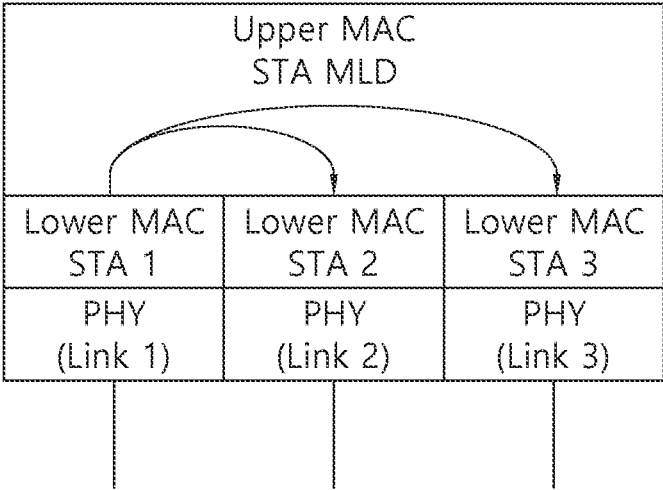 Upper MAC
STA MLD
Lower MAC
STA 1
Lower MAC
STA 2
Lower MAC
STA 3
PHY
(Link 1)
PHY
(Link 2)
PHY
(Link 3)